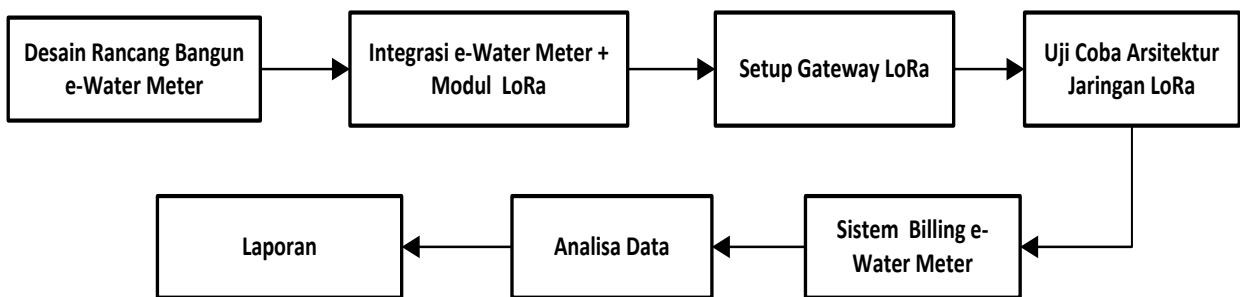 Desain Rancang Bangun
e-Water Meter
Integrasi e-Water Meter +
Modul LoRa
Setup Gateway LoRa
Uji Coba Arsitektur
Jaringan LoRa
Sistem Billing e-
Water Meter
Analisa Data
Laporan